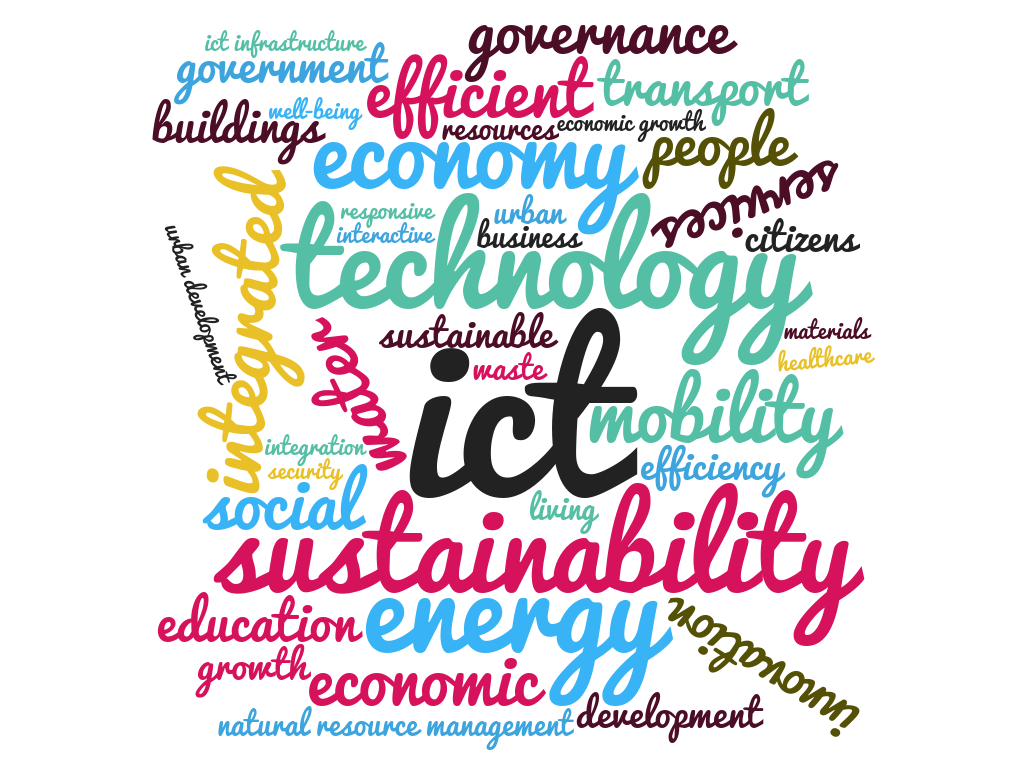 governance
ict infrastructure
government
efficient
transport
well-being
buildings
resources
economic growth
economy
people
services
integrated
responsive
urban
interactive
business
citizens
technology
urban development
water
sustainable
materials
waste
healthcare
ict
mobility
integration
security
efficiency
social
living
sustainability
education
energy
innovation
growth
economic
natural resource management
development